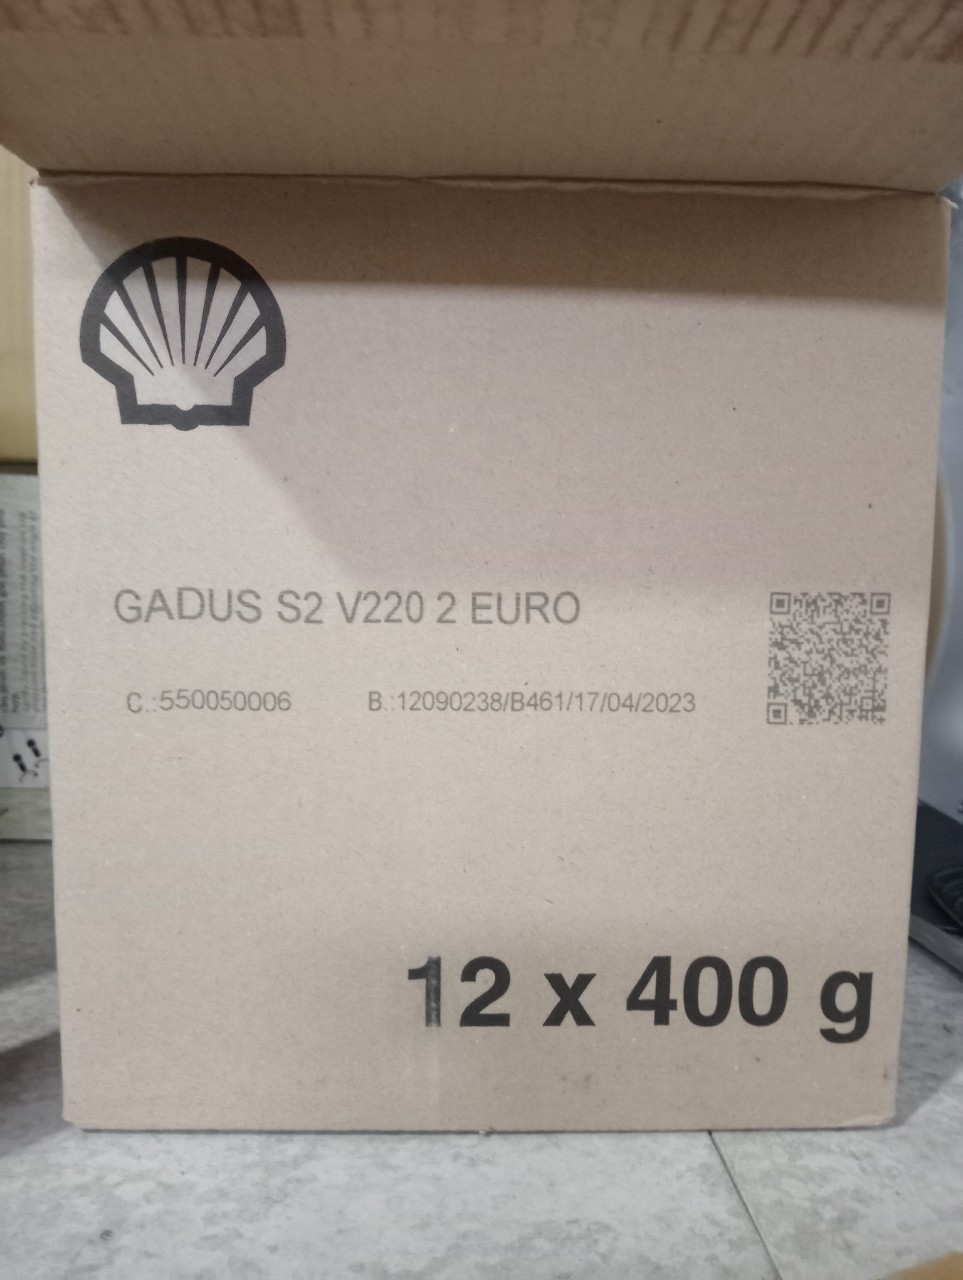 GADUS S2 V220 2 EURO
C.:550050006 B.:12090238/B461/17/04/2023
12 x 400 g